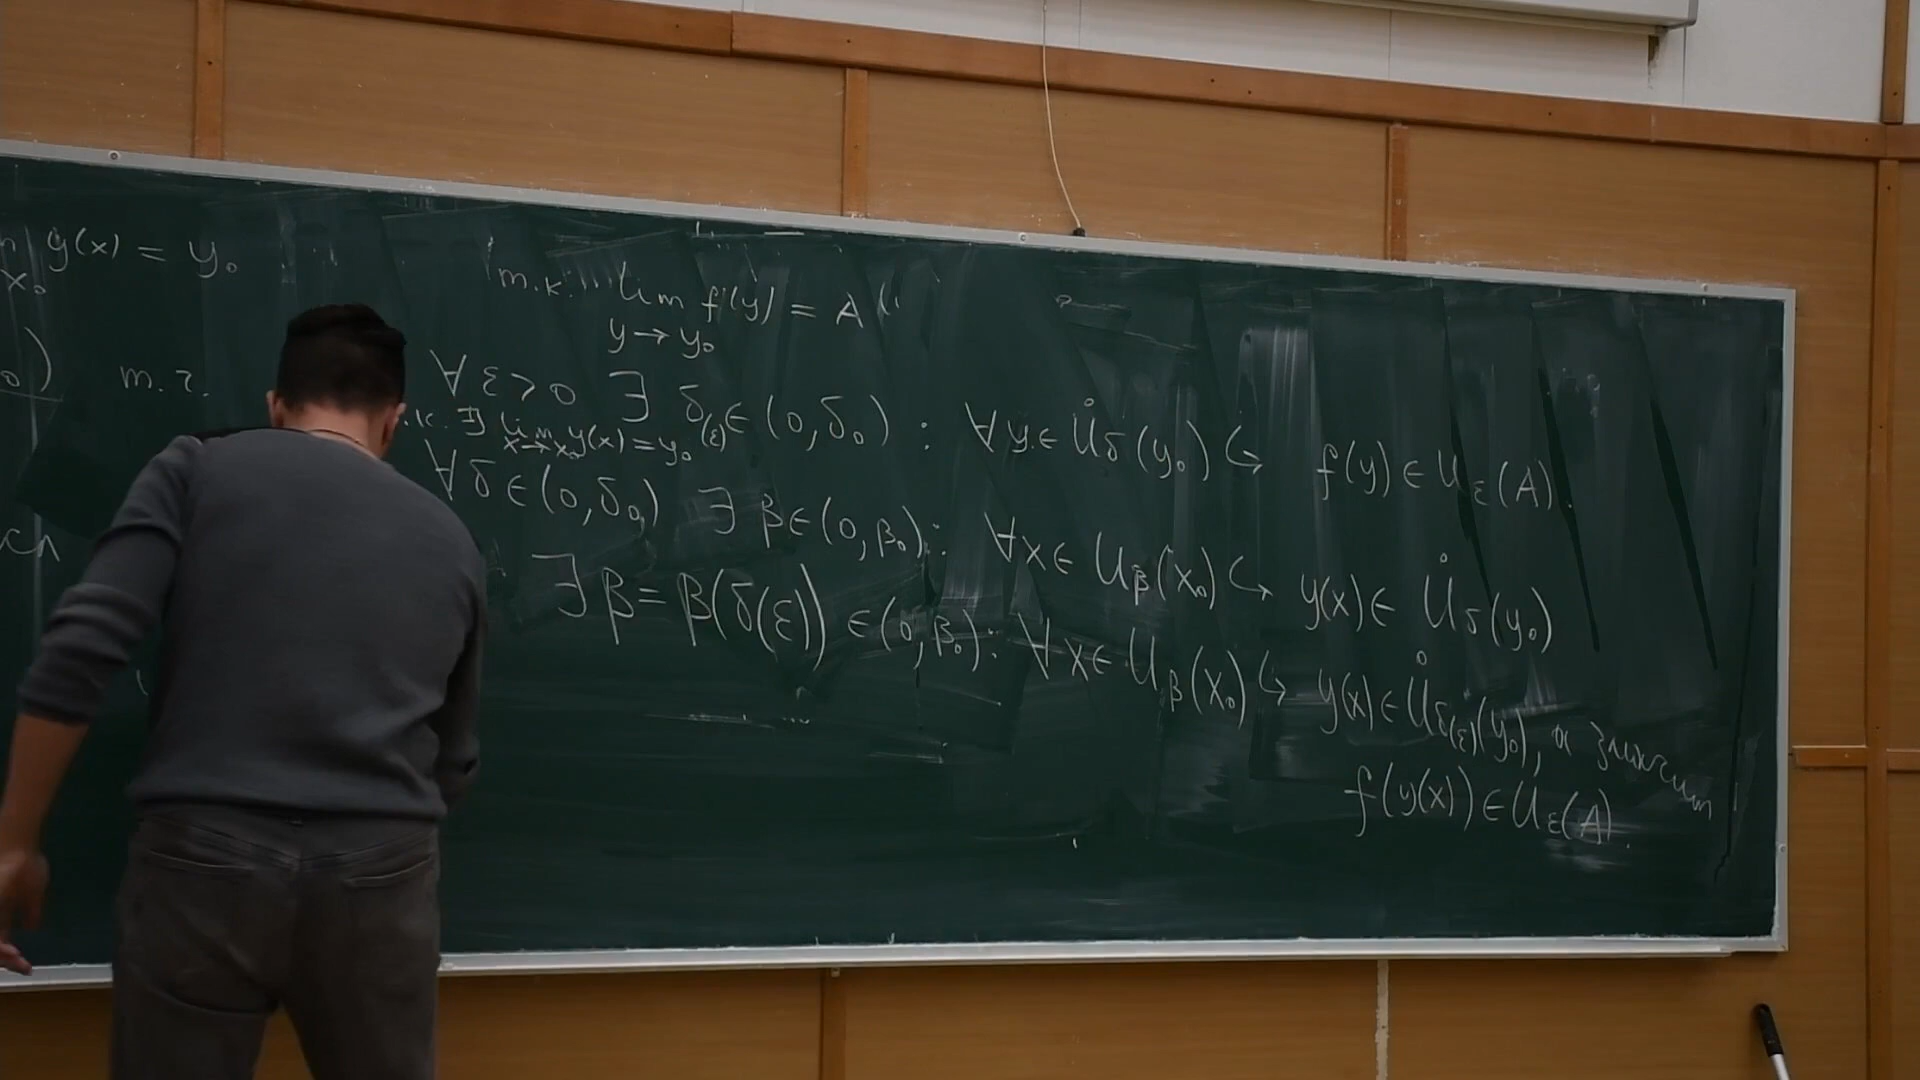 y(x) = y₀
x₀
т.к. lim f(y) = A
y → y₀
₀) т.ч.
∀ ε > 0 ∃ δ(ε) ∈ (0, δ₀) : ∀ y ∈ Ů_δ(y₀) ↪ f(y) ∈ U_ε(A).
.к. ∃ lim y(x) = y₀
x→x₀
∀ δ ∈ (0, δ₀) ∃ β ∈ (0, β₀) : ∀ x ∈ U_β(x₀) ↪ y(x) ∈ Ů_δ(y₀)
∃ β = β(δ(ε)) ∈ (0, β₀) : ∀ x ∈ U_β(x₀) ↪ y(x) ∈ Ů_δ(ε)(y₀), а значит
f(y(x)) ∈ U_ε(A).